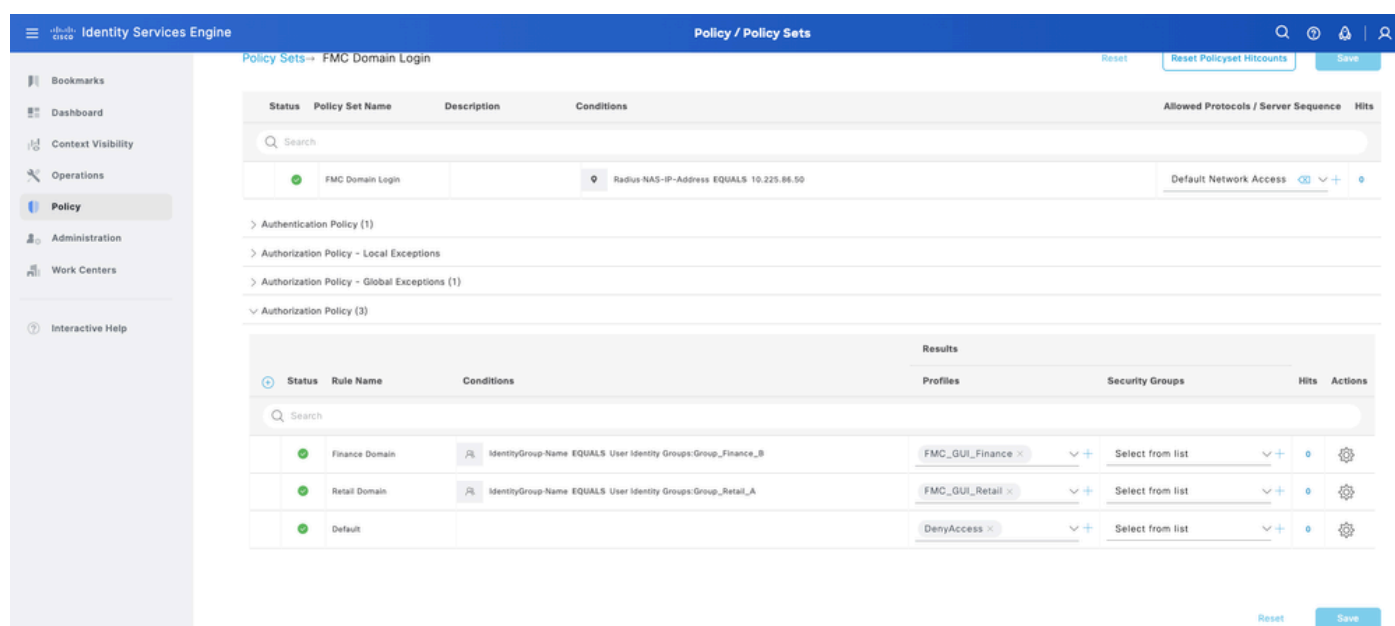 cisco Identity Services Engine
Policy / Policy Sets
Bookmarks
Dashboard
Context Visibility
Operations
Policy
Administration
Work Centers
Interactive Help
Policy Sets→ FMC Domain Login
Reset
Reset Policyset Hitcounts
Save
Status Policy Set Name Description Conditions Allowed Protocols / Server Sequence Hits
Search
FMC Domain Login Radius-NAS-IP-Address EQUALS 10.225.86.50 Default Network Access 0
Authentication Policy (1)
Authorization Policy - Local Exceptions
Authorization Policy - Global Exceptions (1)
Authorization Policy (3)
Results
Status Rule Name Conditions Profiles Security Groups Hits Actions
Search
Finance Domain IdentityGroup-Name EQUALS User Identity Groups:Group_Finance_B FMC_GUI_Finance Select from list 0
Retail Domain IdentityGroup-Name EQUALS User Identity Groups:Group_Retail_A FMC_GUI_Retail Select from list 0
Default DenyAccess Select from list 0
Reset
Save